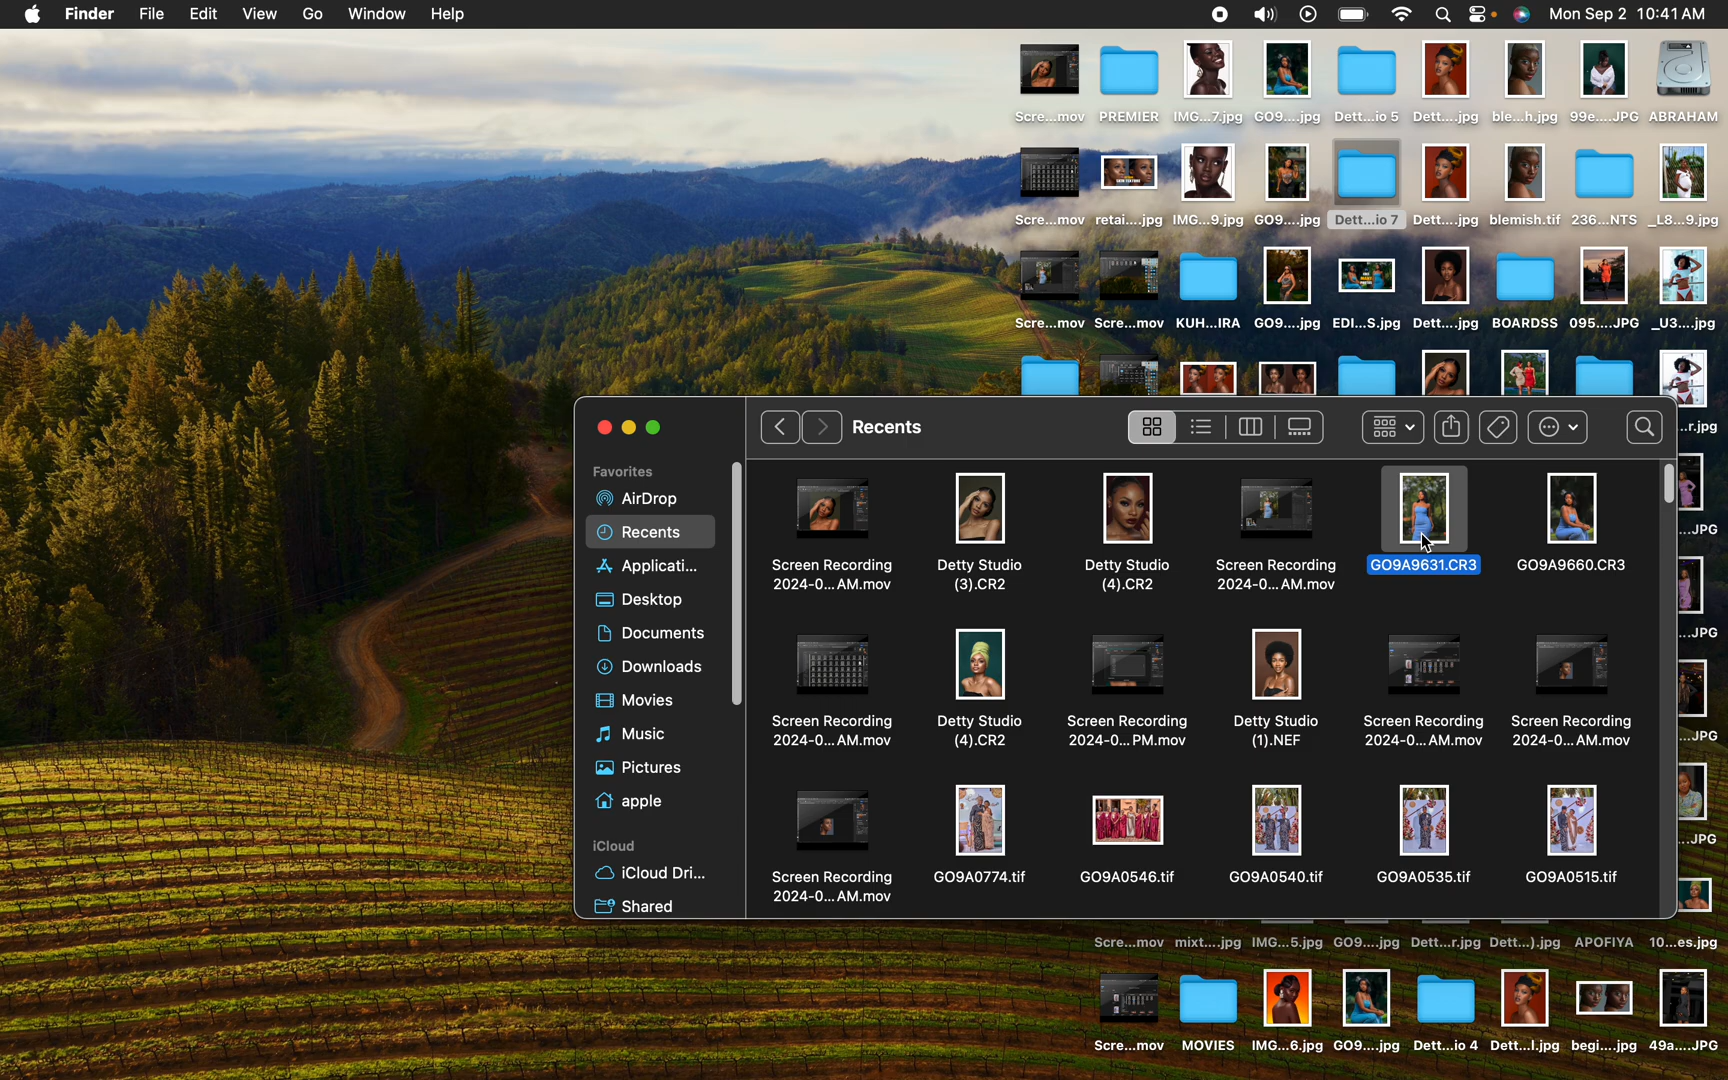 Finder File Edit View Go Window Help Mon Sep 2 10:41 AM
Scre...mov PREMIER IMG...7.jpg GO9....jpg Dett...io 5 Dett....jpg ble...h.jpg 99e....JPG ABRAHAM
Scre...mov retai....jpg IMG...9.jpg GO9....jpg Dett...io 7 Dett....jpg blemish.tif 236...NTS _L8...9.jpg
Scre...mov Scre...mov KUH...IRA GO9....jpg EDI...S.jpg Dett....jpg BOARDSS 095....JPG _U3....jpg
...r.jpg
...JPG
...JPG
...JPG
...JPG
Recents
Favorites
AirDrop
Recents
Applicati...
Desktop
Documents
Downloads
Movies
Music
Pictures
apple
iCloud
iCloud Dri...
Shared
Screen Recording
2024-0...AM.mov
Detty Studio
(3).CR2
Detty Studio
(4).CR2
Screen Recording
2024-0...AM.mov
GO9A9631.CR3
GO9A9660.CR3
Screen Recording
2024-0...AM.mov
Detty Studio
(4).CR2
Screen Recording
2024-0...PM.mov
Detty Studio
(1).NEF
Screen Recording
2024-0...AM.mov
Screen Recording
2024-0...AM.mov
Screen Recording
2024-0...AM.mov
GO9A0774.tif
GO9A0546.tif
GO9A0540.tif
GO9A0535.tif
GO9A0515.tif
Scre...mov mixt....jpg IMG...5.jpg GO9....jpg Dett...r.jpg Dett...).jpg APOFIYA 10...es.jpg
Scre...mov MOVIES IMG...6.jpg GO9....jpg Dett...io 4 Dett...l.jpg begi....jpg 49a....JPG